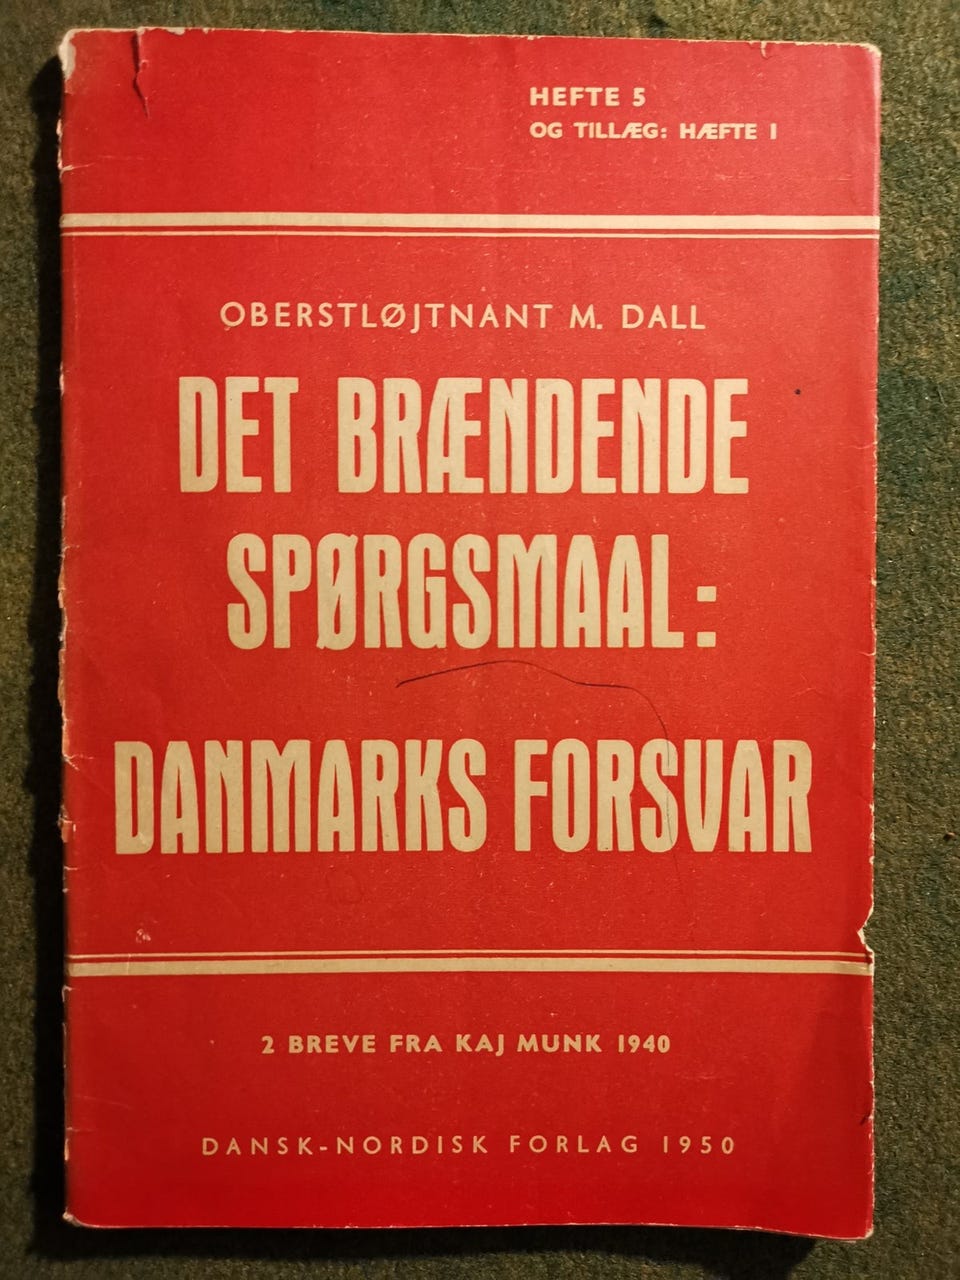 HEFTE 5
OG TILLÆG: HÆFTE I
OBERSTLØJTNANT M. DALL
DET BRÆNDENDE
SPØRGSMAAL:
DANMARKS FORSVAR
2 BREVE FRA KAJ MUNK 1940
DANSK-NORDISK FORLAG 1950